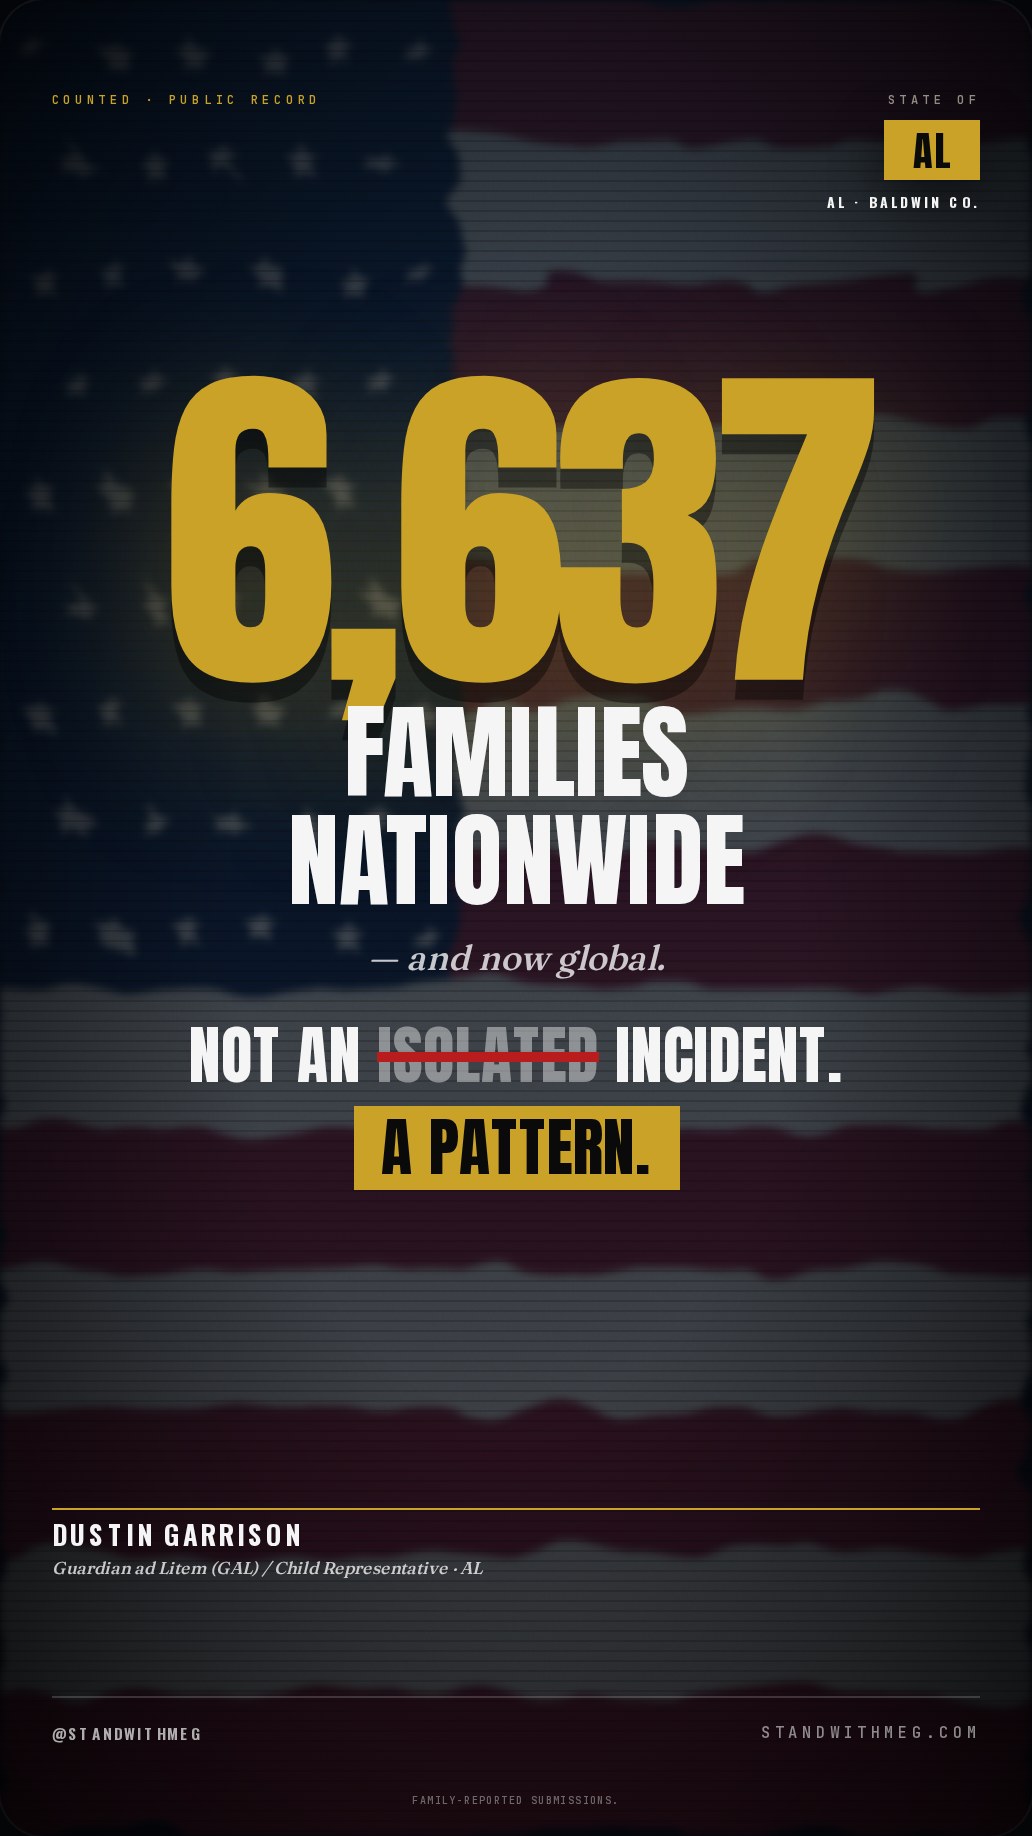 COUNTED · PUBLIC RECORD
STATE OF
AL
AL · BALDWIN CO.
6,637
FAMILIES
NATIONWIDE
— and now global.
NOT AN ISOLATED INCIDENT.
A PATTERN.
DUSTIN GARRISON
Guardian ad Litem (GAL) / Child Representative · AL
@STANDWITHMEG
STANDWITHMEG.COM
FAMILY-REPORTED SUBMISSIONS.